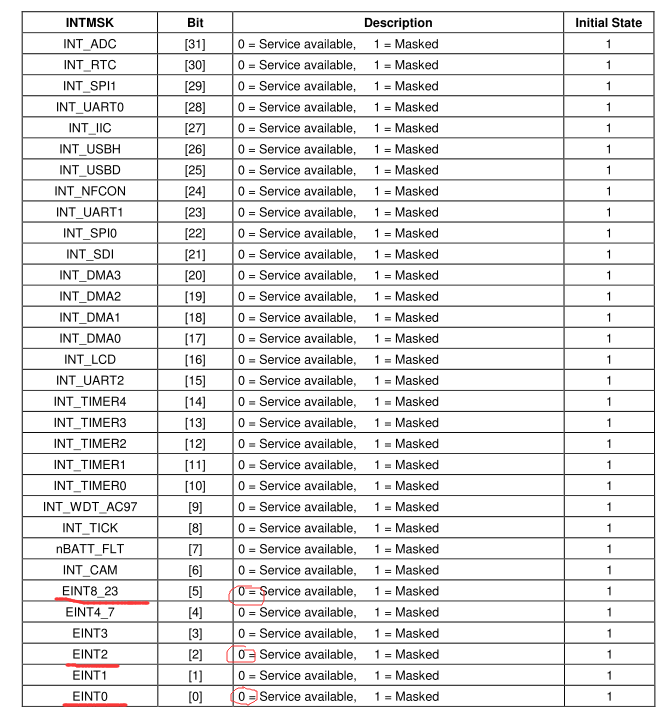 INTMSK Bit Description Initial State
INT_ADC [31] 0 = Service available, 1 = Masked 1
INT_RTC [30] 0 = Service available, 1 = Masked 1
INT_SPI1 [29] 0 = Service available, 1 = Masked 1
INT_UART0 [28] 0 = Service available, 1 = Masked 1
INT_IIC [27] 0 = Service available, 1 = Masked 1
INT_USBH [26] 0 = Service available, 1 = Masked 1
INT_USBD [25] 0 = Service available, 1 = Masked 1
INT_NFCON [24] 0 = Service available, 1 = Masked 1
INT_UART1 [23] 0 = Service available, 1 = Masked 1
INT_SPI0 [22] 0 = Service available, 1 = Masked 1
INT_SDI [21] 0 = Service available, 1 = Masked 1
INT_DMA3 [20] 0 = Service available, 1 = Masked 1
INT_DMA2 [19] 0 = Service available, 1 = Masked 1
INT_DMA1 [18] 0 = Service available, 1 = Masked 1
INT_DMA0 [17] 0 = Service available, 1 = Masked 1
INT_LCD [16] 0 = Service available, 1 = Masked 1
INT_UART2 [15] 0 = Service available, 1 = Masked 1
INT_TIMER4 [14] 0 = Service available, 1 = Masked 1
INT_TIMER3 [13] 0 = Service available, 1 = Masked 1
INT_TIMER2 [12] 0 = Service available, 1 = Masked 1
INT_TIMER1 [11] 0 = Service available, 1 = Masked 1
INT_TIMER0 [10] 0 = Service available, 1 = Masked 1
INT_WDT_AC97 [9] 0 = Service available, 1 = Masked 1
INT_TICK [8] 0 = Service available, 1 = Masked 1
nBATT_FLT [7] 0 = Service available, 1 = Masked 1
INT_CAM [6] 0 = Service available, 1 = Masked 1
EINT8_23 [5] 0 = Service available, 1 = Masked 1
EINT4_7 [4] 0 = Service available, 1 = Masked 1
EINT3 [3] 0 = Service available, 1 = Masked 1
EINT2 [2] 0 = Service available, 1 = Masked 1
EINT1 [1] 0 = Service available, 1 = Masked 1
EINT0 [0] 0 = Service available, 1 = Masked 1